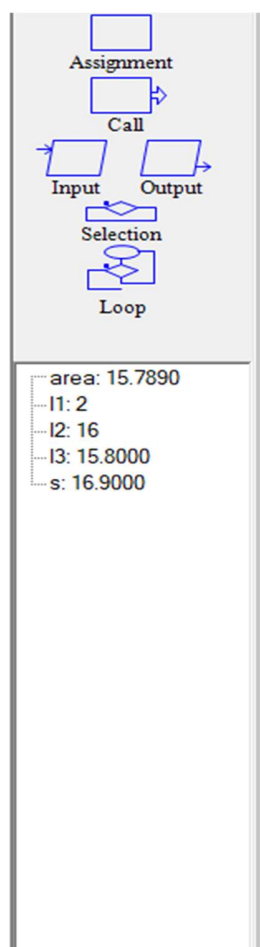 Assignment
Call
Input Output
Selection
Loop
area: 15.7890
l1: 2
l2: 16
l3: 15.8000
s: 16.9000